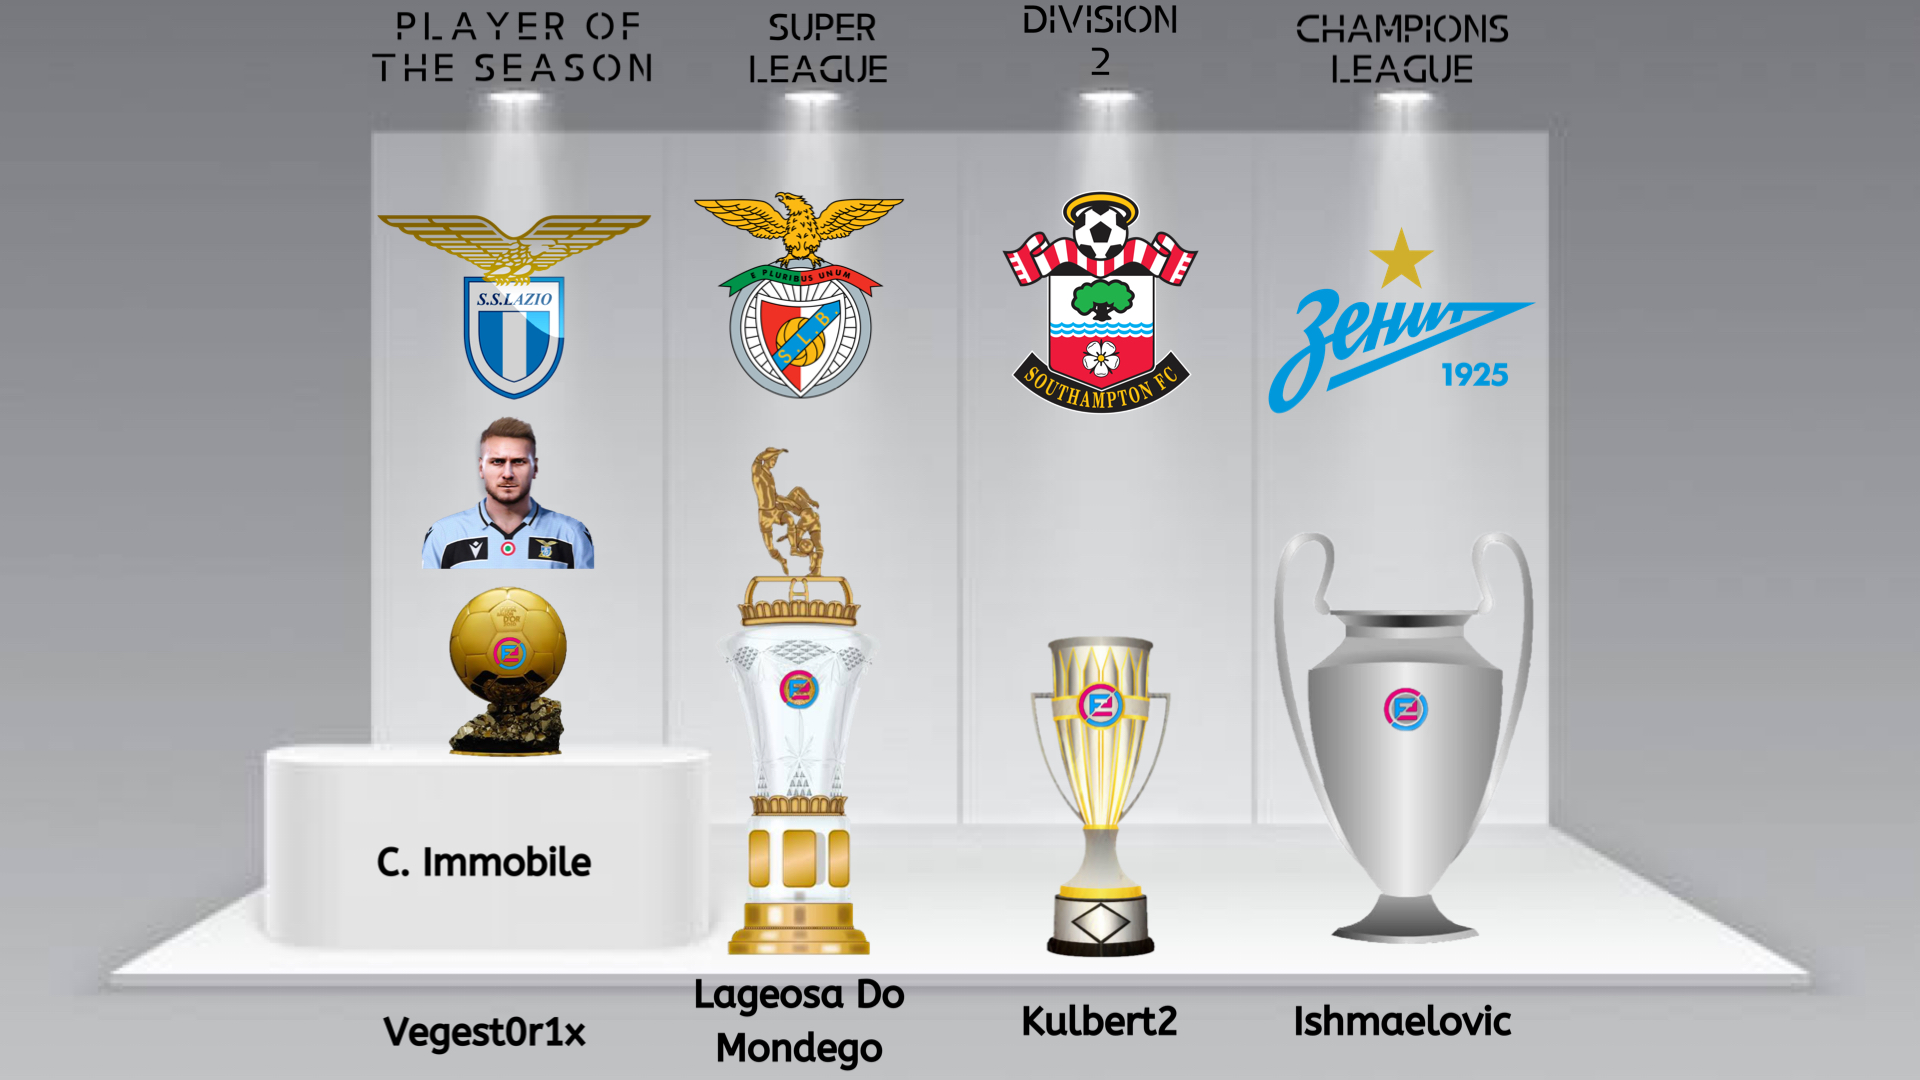 PLAYER OF
THE SEASON
SUPER
LEAGUE
DIVISION
2
CHAMPIONS
LEAGUE
S.S.LAZIO
E PLURIBUS UNUM
S.L.B.
SOUTHAMPTON FC
Зенит
1925
C. Immobile
Vegest0r1x
Lageosa Do
Mondego
Kulbert2
Ishmaelovic